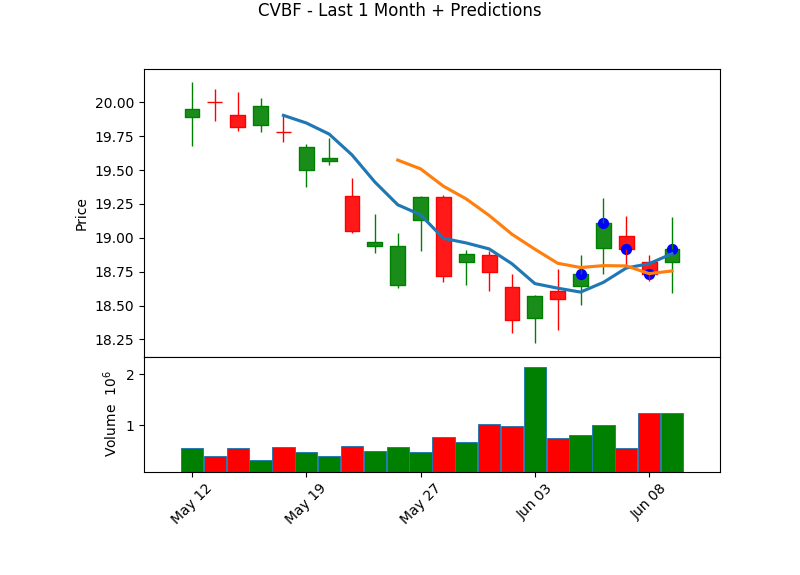 CVBF - Last 1 Month + Predictions
20.00
19.75
19.50
19.25
19.00
18.75
18.50
18.25
Price
2
1
Volume 10^6
May 12
May 19
May 27
Jun 03
Jun 08